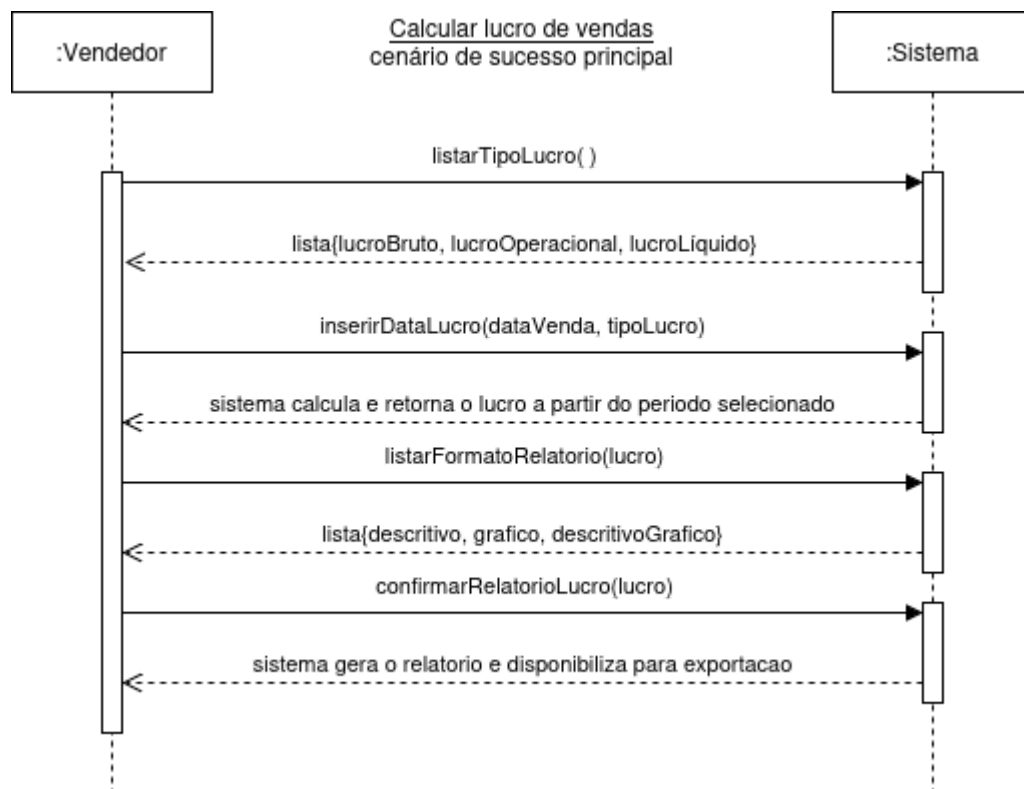 :Vendedor
Calcular lucro de vendas
cenário de sucesso principal
:Sistema
listarTipoLucro( )
lista{lucroBruto, lucroOperacional, lucroLíquido}
inserirDataLucro(dataVenda, tipoLucro)
sistema calcula e retorna o lucro a partir do periodo selecionado
listarFormatoRelatorio(lucro)
lista{descritivo, grafico, descritivoGrafico}
confirmarRelatorioLucro(lucro)
sistema gera o relatorio e disponibiliza para exportacao